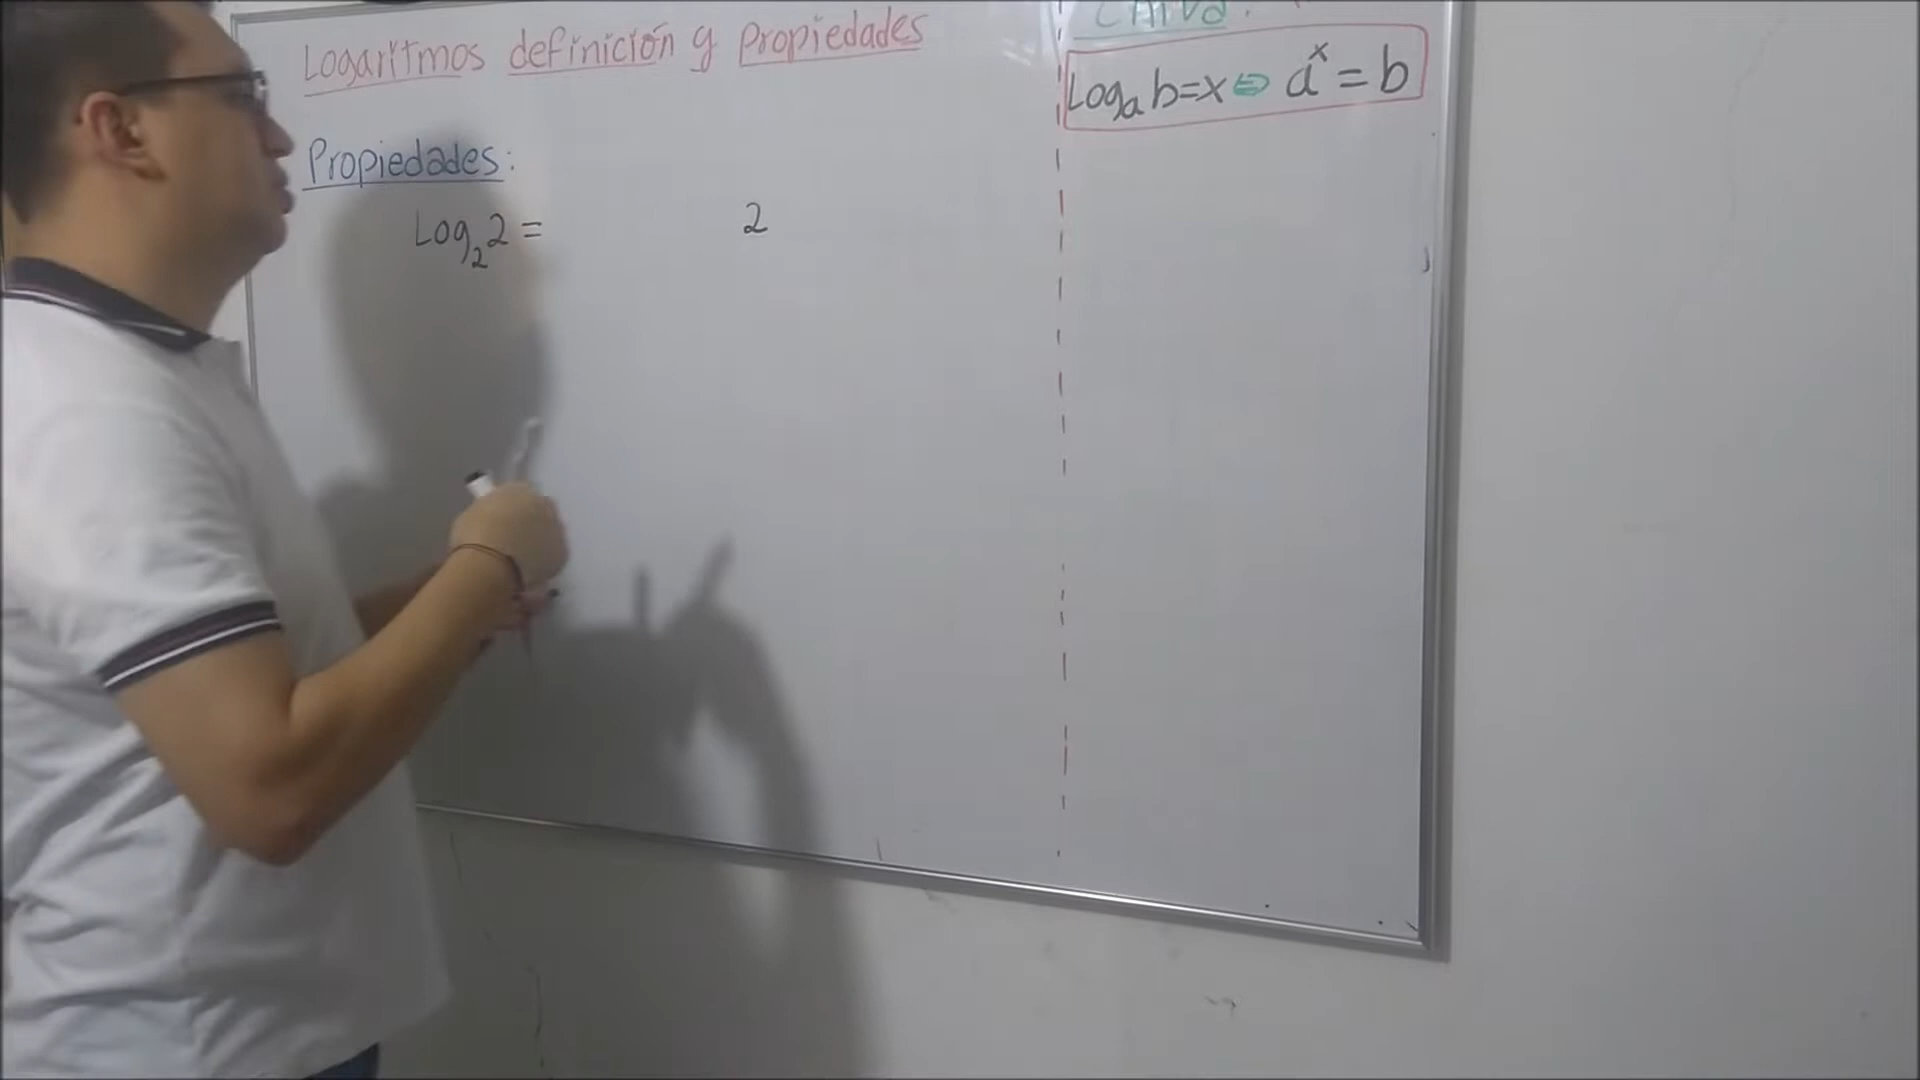 Logaritmos definición y Propiedades
Propiedades:
Log₂2 = 2
Logₐb=x⇔ aˣ = b